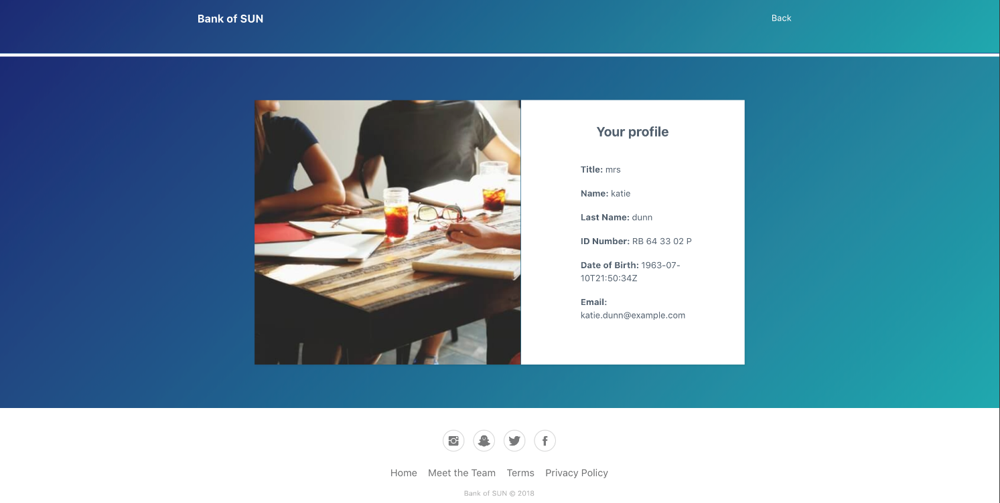 Bank of SUN
Back
Your profile
Title: mrs
Name: katie
Last Name: dunn
ID Number: RB 64 33 02 P
Date of Birth: 1963-07-
10T21:50:34Z
Email:
katie.dunn@example.com
Home Meet the Team Terms Privacy Policy
Bank of SUN © 2018